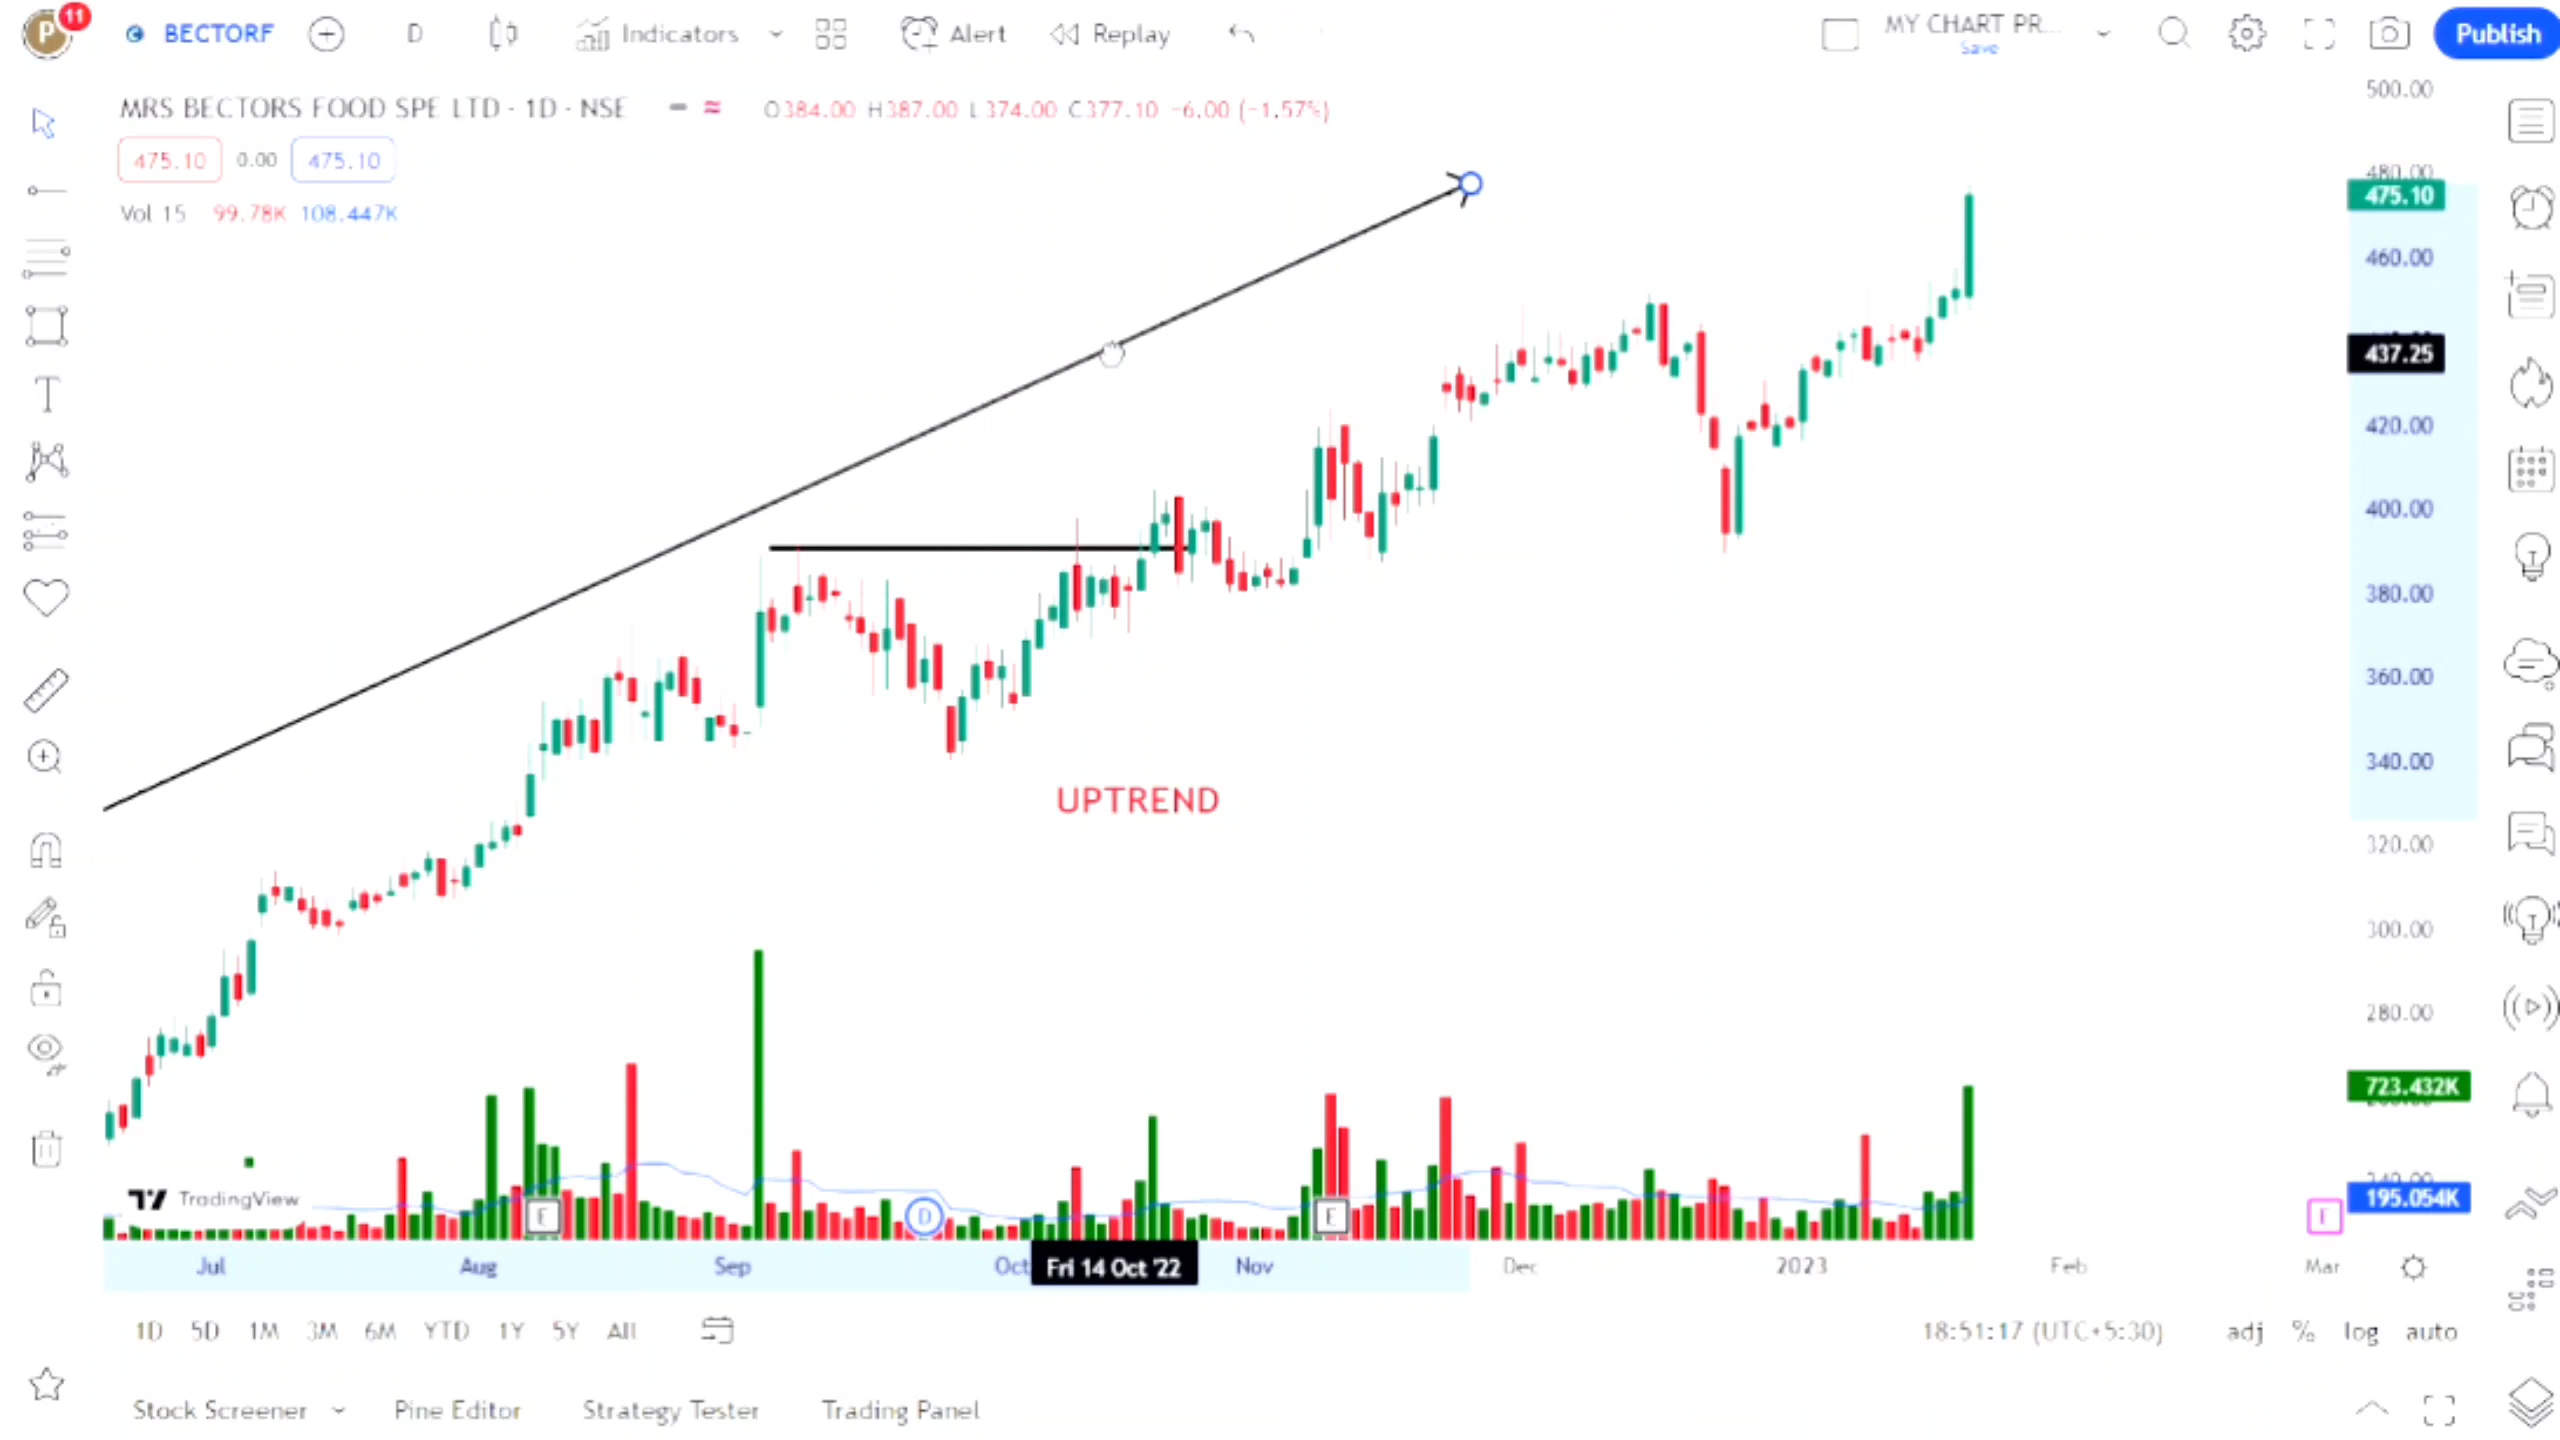 P 11 BECTORF D Indicators Alert Replay MY CHART PR... Save Publish
MRS BECTORS FOOD SPE LTD · 1D · NSE O384.00 H387.00 L374.00 C377.10 −6.00 (−1.57%)
475.10 0.00 475.10
Vol 15 99.78K 108.447K
500.00
480.00
475.10
460.00
437.25
420.00
400.00
380.00
360.00
340.00
320.00
300.00
280.00
723.432K
195.054K
UPTREND
TradingView
E D E E
Jul Aug Sep Oct Fri 14 Oct '22 Nov Dec 2023 Feb Mar
1D 5D 1M 3M 6M YTD 1Y 5Y All 18:51:17 (UTC+5:30) adj % log auto
Stock Screener Pine Editor Strategy Tester Trading Panel